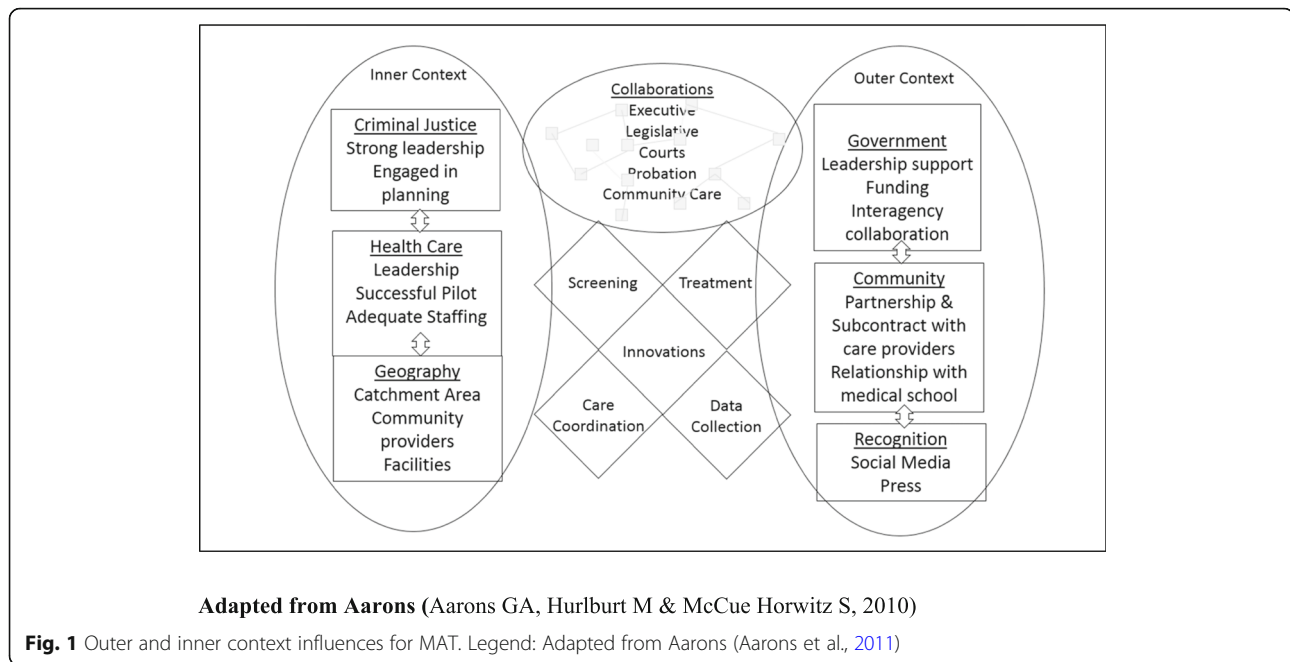 Inner Context
Criminal Justice
Strong leadership
Engaged in
planning
Health Care
Leadership
Successful Pilot
Adequate Staffing
Geography
Catchment Area
Community
providers
Facilities
Collaborations
Executive
Legislative
Courts
Probation
Community Care
Screening
Treatment
Innovations
Care
Coordination
Data
Collection
Outer Context
Government
Leadership support
Funding
Interagency
collaboration
Community
Partnership &
Subcontract with
care providers
Relationship with
medical school
Recognition
Social Media
Press
Adapted from Aarons (Aarons GA, Hurlburt M & McCue Horwitz S, 2010)
Fig. 1 Outer and inner context influences for MAT. Legend: Adapted from Aarons (Aarons et al., 2011)